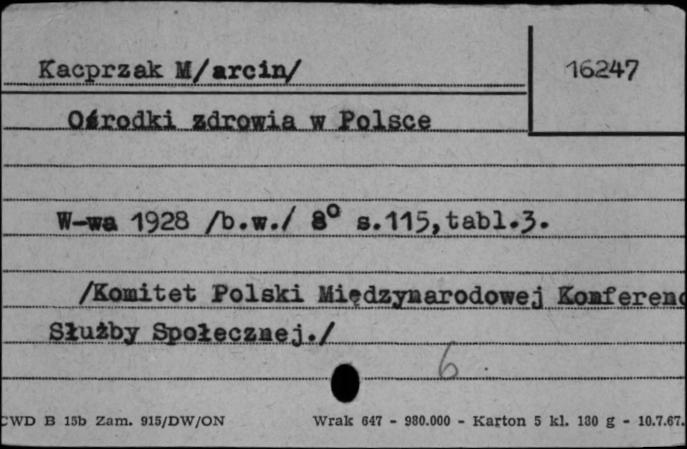 Kacprzak M/arcin/
16247
Ośrodki zdrowia w Polsce
W-wa 1928 /b.w./ 8° s.115,tabl.3.
/Komitet Polski Międzynarodowej Konferenc
Służby Społecznej./
6
CWD B 15b Zam. 915/DW/ON Wrak 647 - 980.000 - Karton 5 kl. 180 g - 10.7.67.